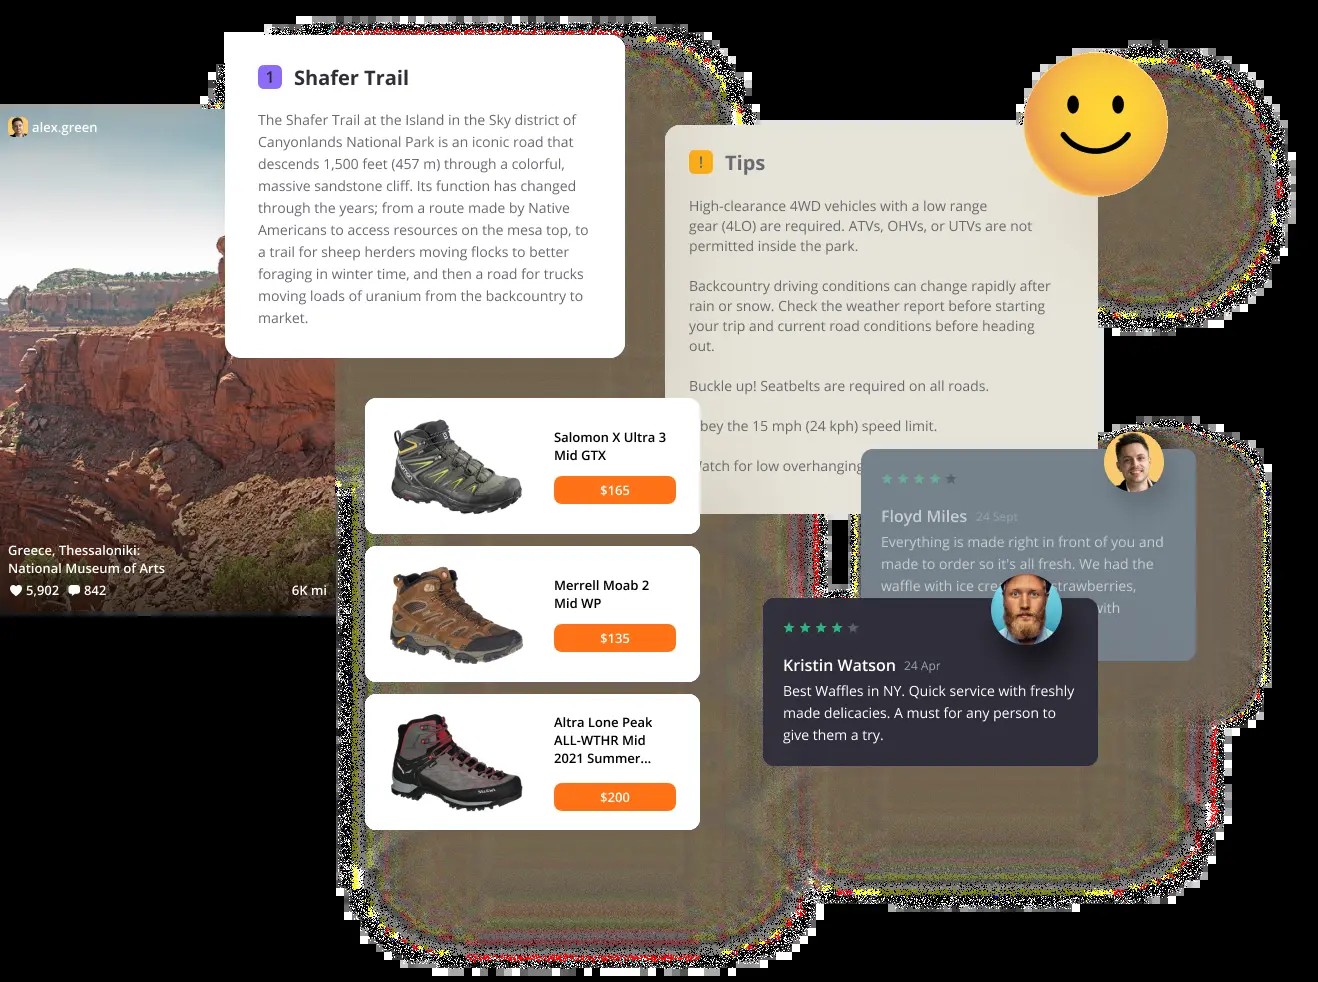 alex.green
Greece, Thessaloniki:
National Museum of Arts
5,902 842 6K mi
1 Shafer Trail
The Shafer Trail at the Island in the Sky district of
Canyonlands National Park is an iconic road that
descends 1,500 feet (457 m) through a colorful,
massive sandstone cliff. Its function has changed
through the years; from a route made by Native
Americans to access resources on the mesa top, to
a trail for sheep herders moving flocks to better
foraging in winter time, and then a road for trucks
moving loads of uranium from the backcountry to
market.
! Tips
High-clearance 4WD vehicles with a low range
gear (4LO) are required. ATVs, OHVs, or UTVs are not
permitted inside the park.
Backcountry driving conditions can change rapidly after
rain or snow. Check the weather report before starting
your trip and current road conditions before heading
out.
Buckle up! Seatbelts are required on all roads.
bey the 15 mph (24 kph) speed limit.
atch for low overhanging
Salomon X Ultra 3
Mid GTX
$165
Merrell Moab 2
Mid WP
$135
Altra Lone Peak
ALL-WTHR Mid
2021 Summer...
$200
Floyd Miles 24 Sept
Everything is made right in front of you and
made to order so it's all fresh. We had the
waffle with ice strawberries,
with
Kristin Watson 24 Apr
Best Waffles in NY. Quick service with freshly
made delicacies. A must for any person to
give them a try.